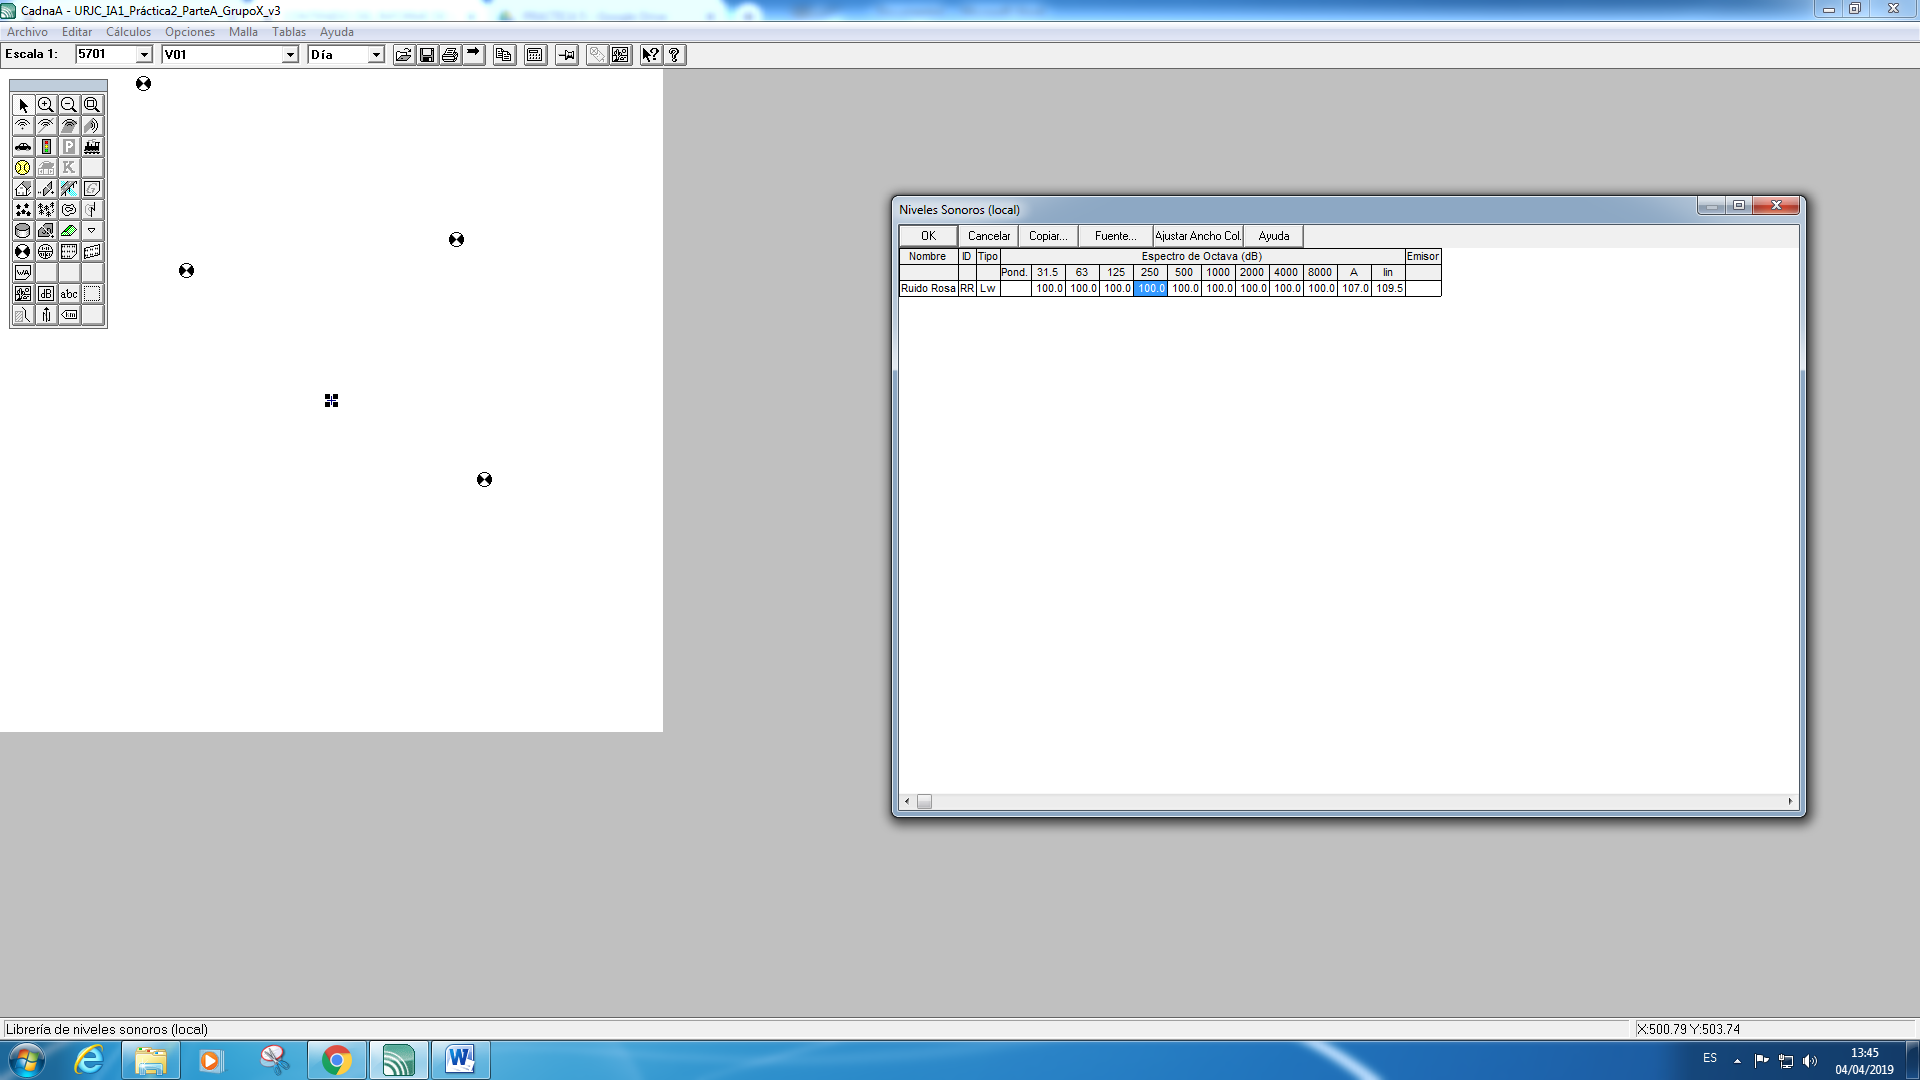 CadnaA - URJC_IA1_Práctica2_ParteA_GrupoX_v3
Archivo Editar Cálculos Opciones Malla Tablas Ayuda
Escala 1: 5701 V01 Día
Niveles Sonoros (local)
OK Cancelar Copiar... Fuente... Ajustar Ancho Col. Ayuda
Nombre ID Tipo Espectro de Octava (dB) Emisor
Pond. 31.5 63 125 250 500 1000 2000 4000 8000 A lin
Ruido Rosa RR Lw 100.0 100.0 100.0 100.0 100.0 100.0 100.0 100.0 100.0 107.0 109.5
P
K
WA
dB abc
lim
Librería de niveles sonoros (local) X:500.79 Y:503.74
ES 13:45
04/04/2019